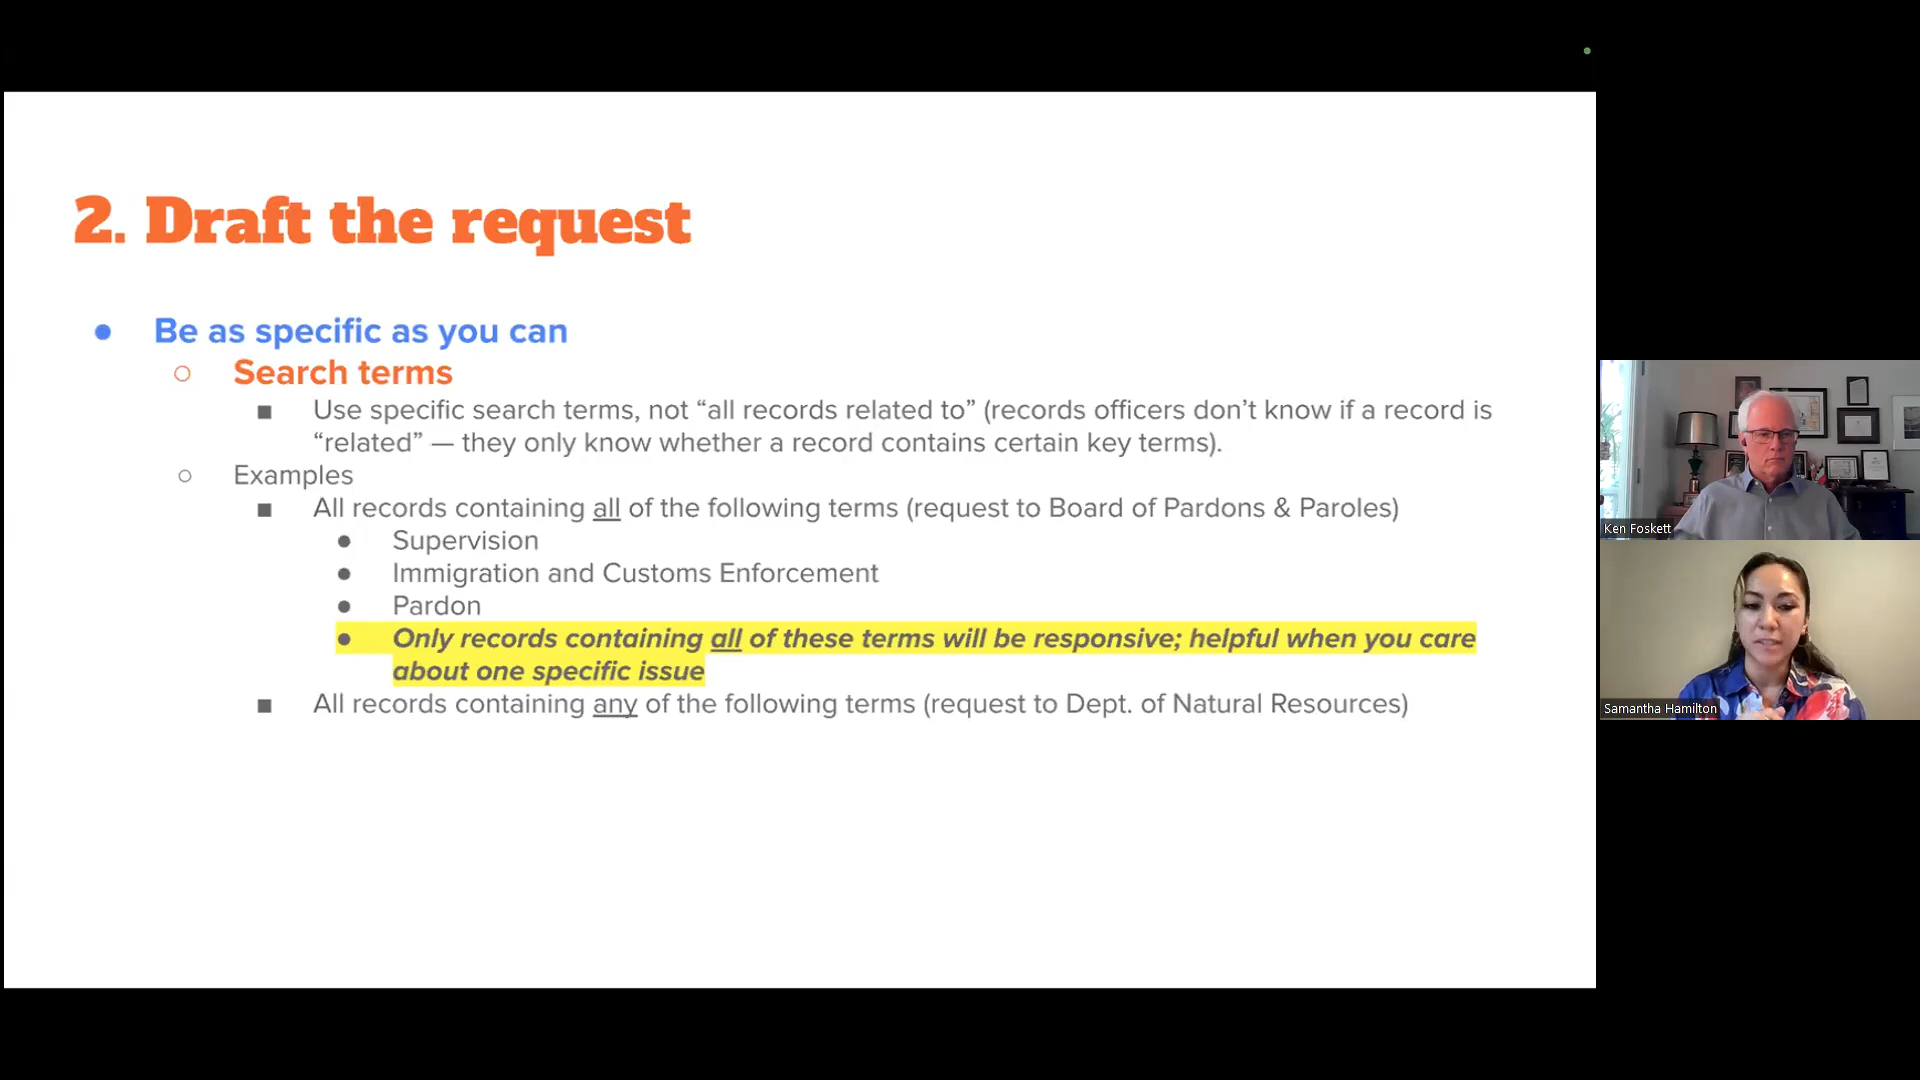 2. Draft the request
● Be as specific as you can
○ Search terms
■ Use specific search terms, not “all records related to” (records officers don’t know if a record is
“related” — they only know whether a record contains certain key terms).
○ Examples
■ All records containing all of the following terms (request to Board of Pardons & Paroles)
● Supervision
● Immigration and Customs Enforcement
● Pardon
● Only records containing all of these terms will be responsive; helpful when you care
about one specific issue
■ All records containing any of the following terms (request to Dept. of Natural Resources)
Ken Foskett
Samantha Hamilton